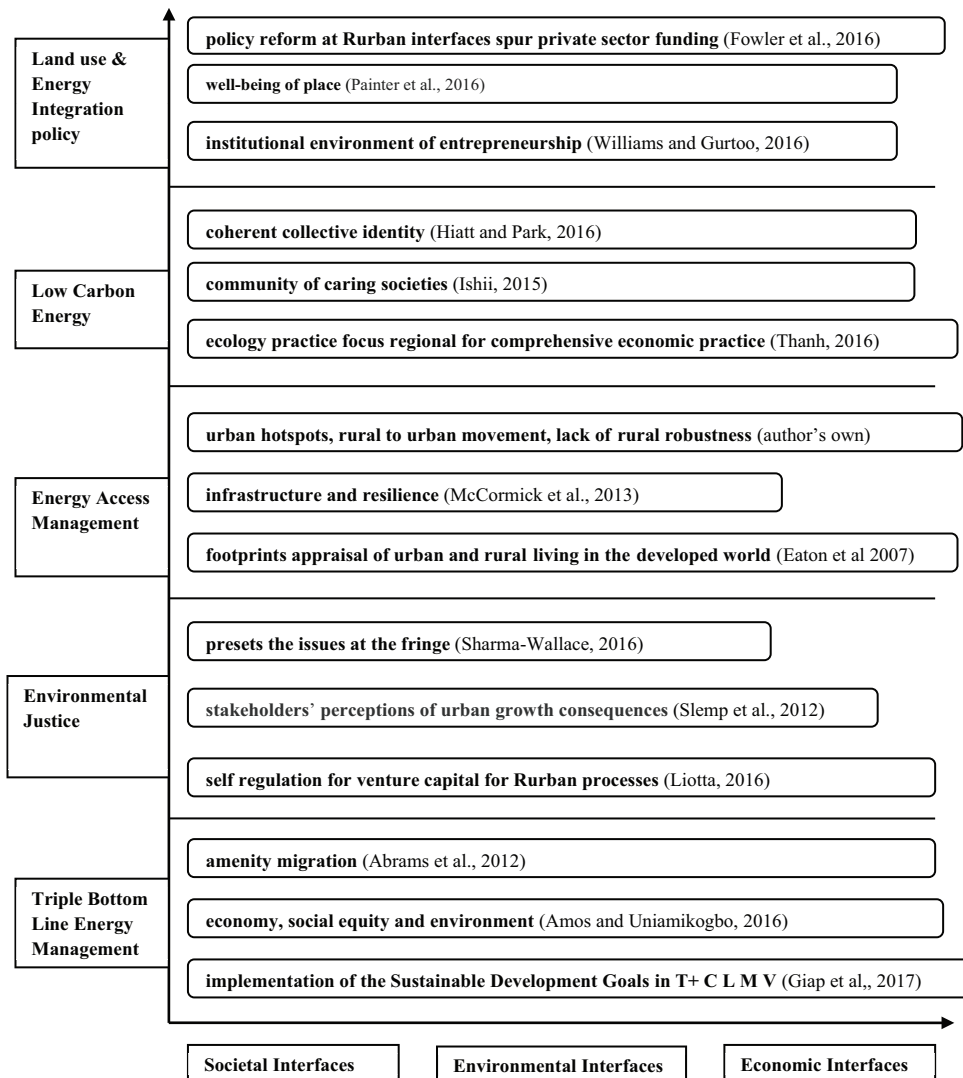 Land use &
Energy
Integration
policy
policy reform at Rurban interfaces spur private sector funding (Fowler et al., 2016)
well-being of place (Painter et al., 2016)
institutional environment of entrepreneurship (Williams and Gurtoo, 2016)
Low Carbon
Energy
coherent collective identity (Hiatt and Park, 2016)
community of caring societies (Ishii, 2015)
ecology practice focus regional for comprehensive economic practice (Thanh, 2016)
Energy Access
Management
urban hotspots, rural to urban movement, lack of rural robustness (author's own)
infrastructure and resilience (McCormick et al., 2013)
footprints appraisal of urban and rural living in the developed world (Eaton et al 2007)
Environmental
Justice
presets the issues at the fringe (Sharma-Wallace, 2016)
stakeholders' perceptions of urban growth consequences (Slemp et al., 2012)
self regulation for venture capital for Rurban processes (Liotta, 2016)
Triple Bottom
Line Energy
Management
amenity migration (Abrams et al., 2012)
economy, social equity and environment (Amos and Uniamikogbo, 2016)
implementation of the Sustainable Development Goals in T+ C L M V (Giap et al,, 2017)
Societal Interfaces
Environmental Interfaces
Economic Interfaces